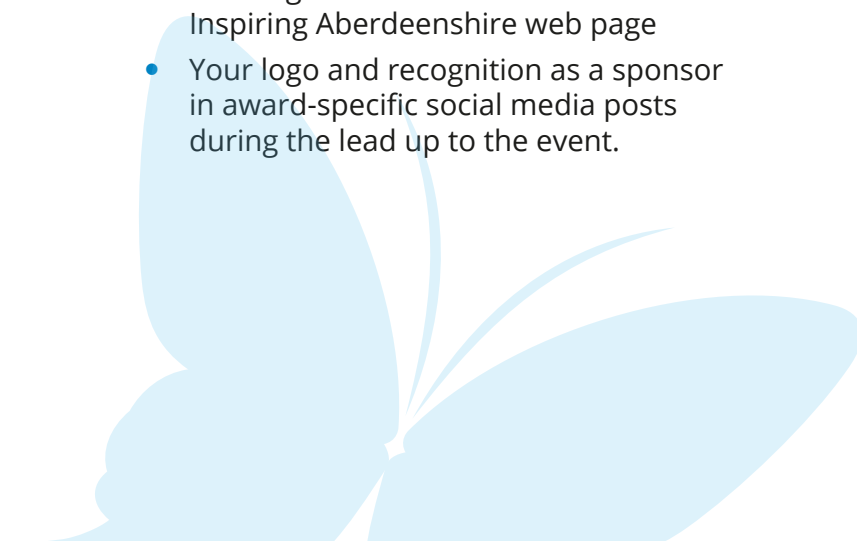 Inspiring Aberdeenshire web page
Your logo and recognition as a sponsor
in award-specific social media posts
during the lead up to the event.